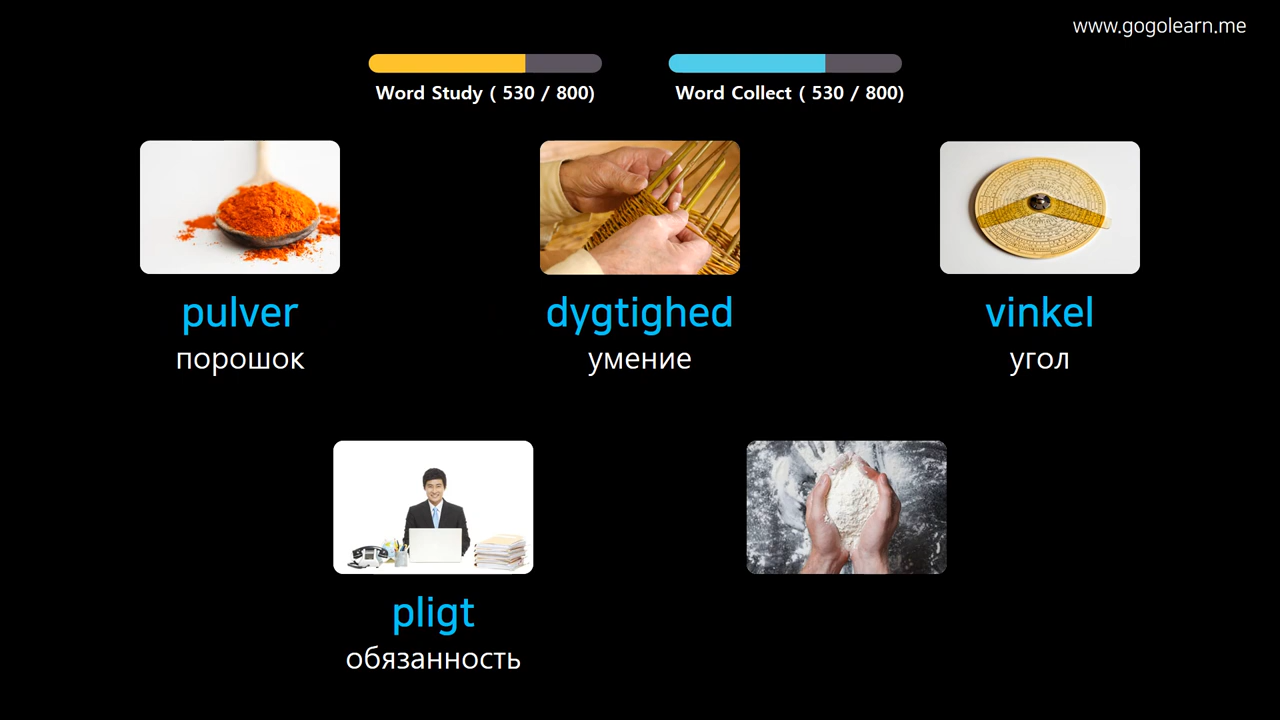 www.gogolearn.me
Word Study ( 530 / 800)
Word Collect ( 530 / 800)
pulver
порошок
dygtighed
умение
vinkel
угол
pligt
обязанность